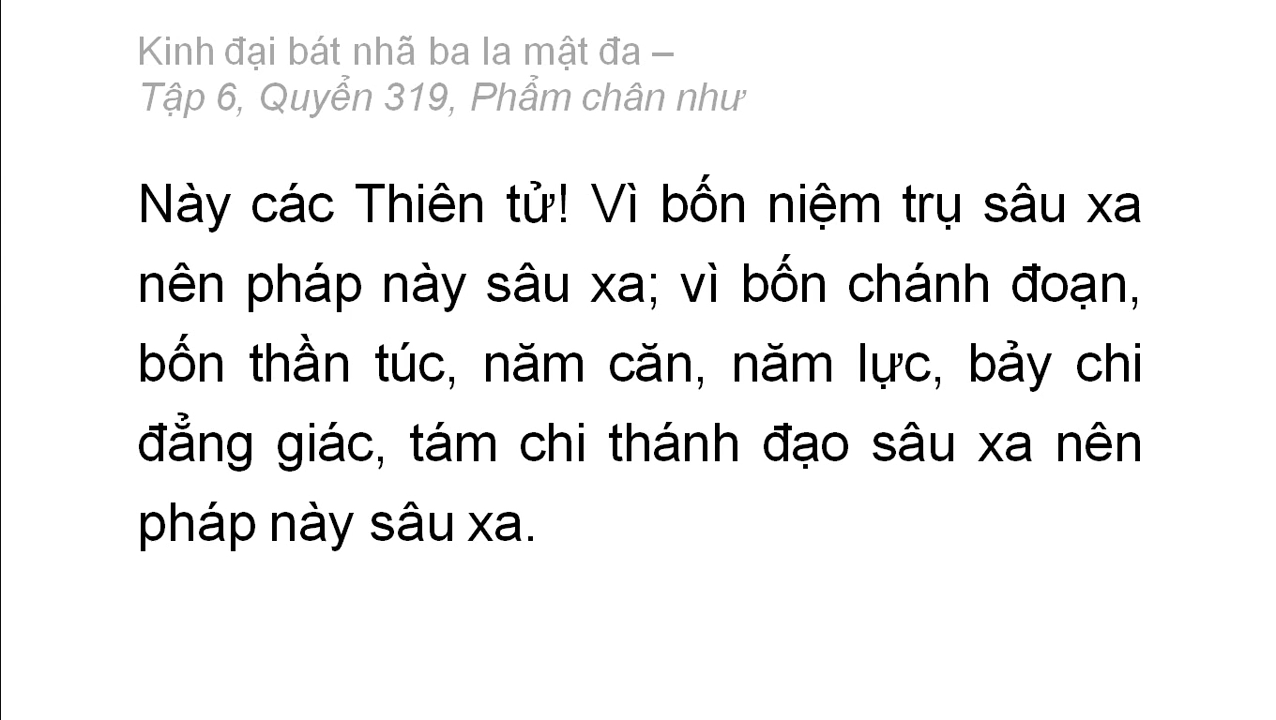 Kinh đại bát nhã ba la mật đa –
Tập 6, Quyển 319, Phẩm chân như
Này các Thiên tử! Vì bốn niệm trụ sâu xa
nên pháp này sâu xa; vì bốn chánh đoạn,
bốn thần túc, năm căn, năm lực, bảy chi
đẳng giác, tám chi thánh đạo sâu xa nên
pháp này sâu xa.